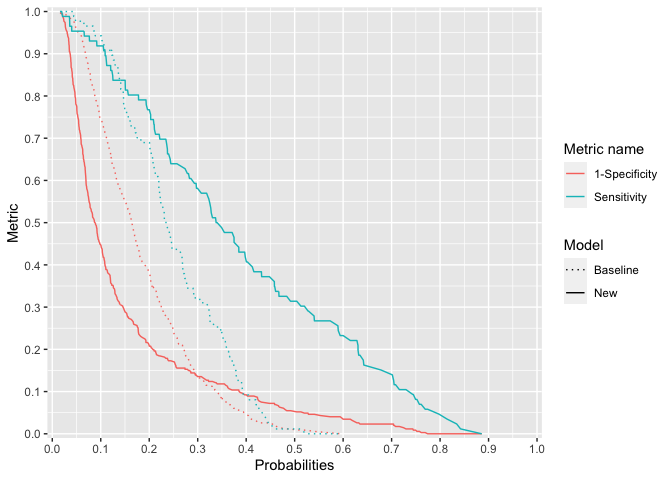 1.0
0.9
0.8
0.7
0.6
0.5
0.4
0.3
0.2
0.1
0.0
Metric
0.0 0.1 0.2 0.3 0.4 0.5 0.6 0.7 0.8 0.9 1.0
Probabilities
Metric name
1-Specificity
Sensitivity
Model
Baseline
New